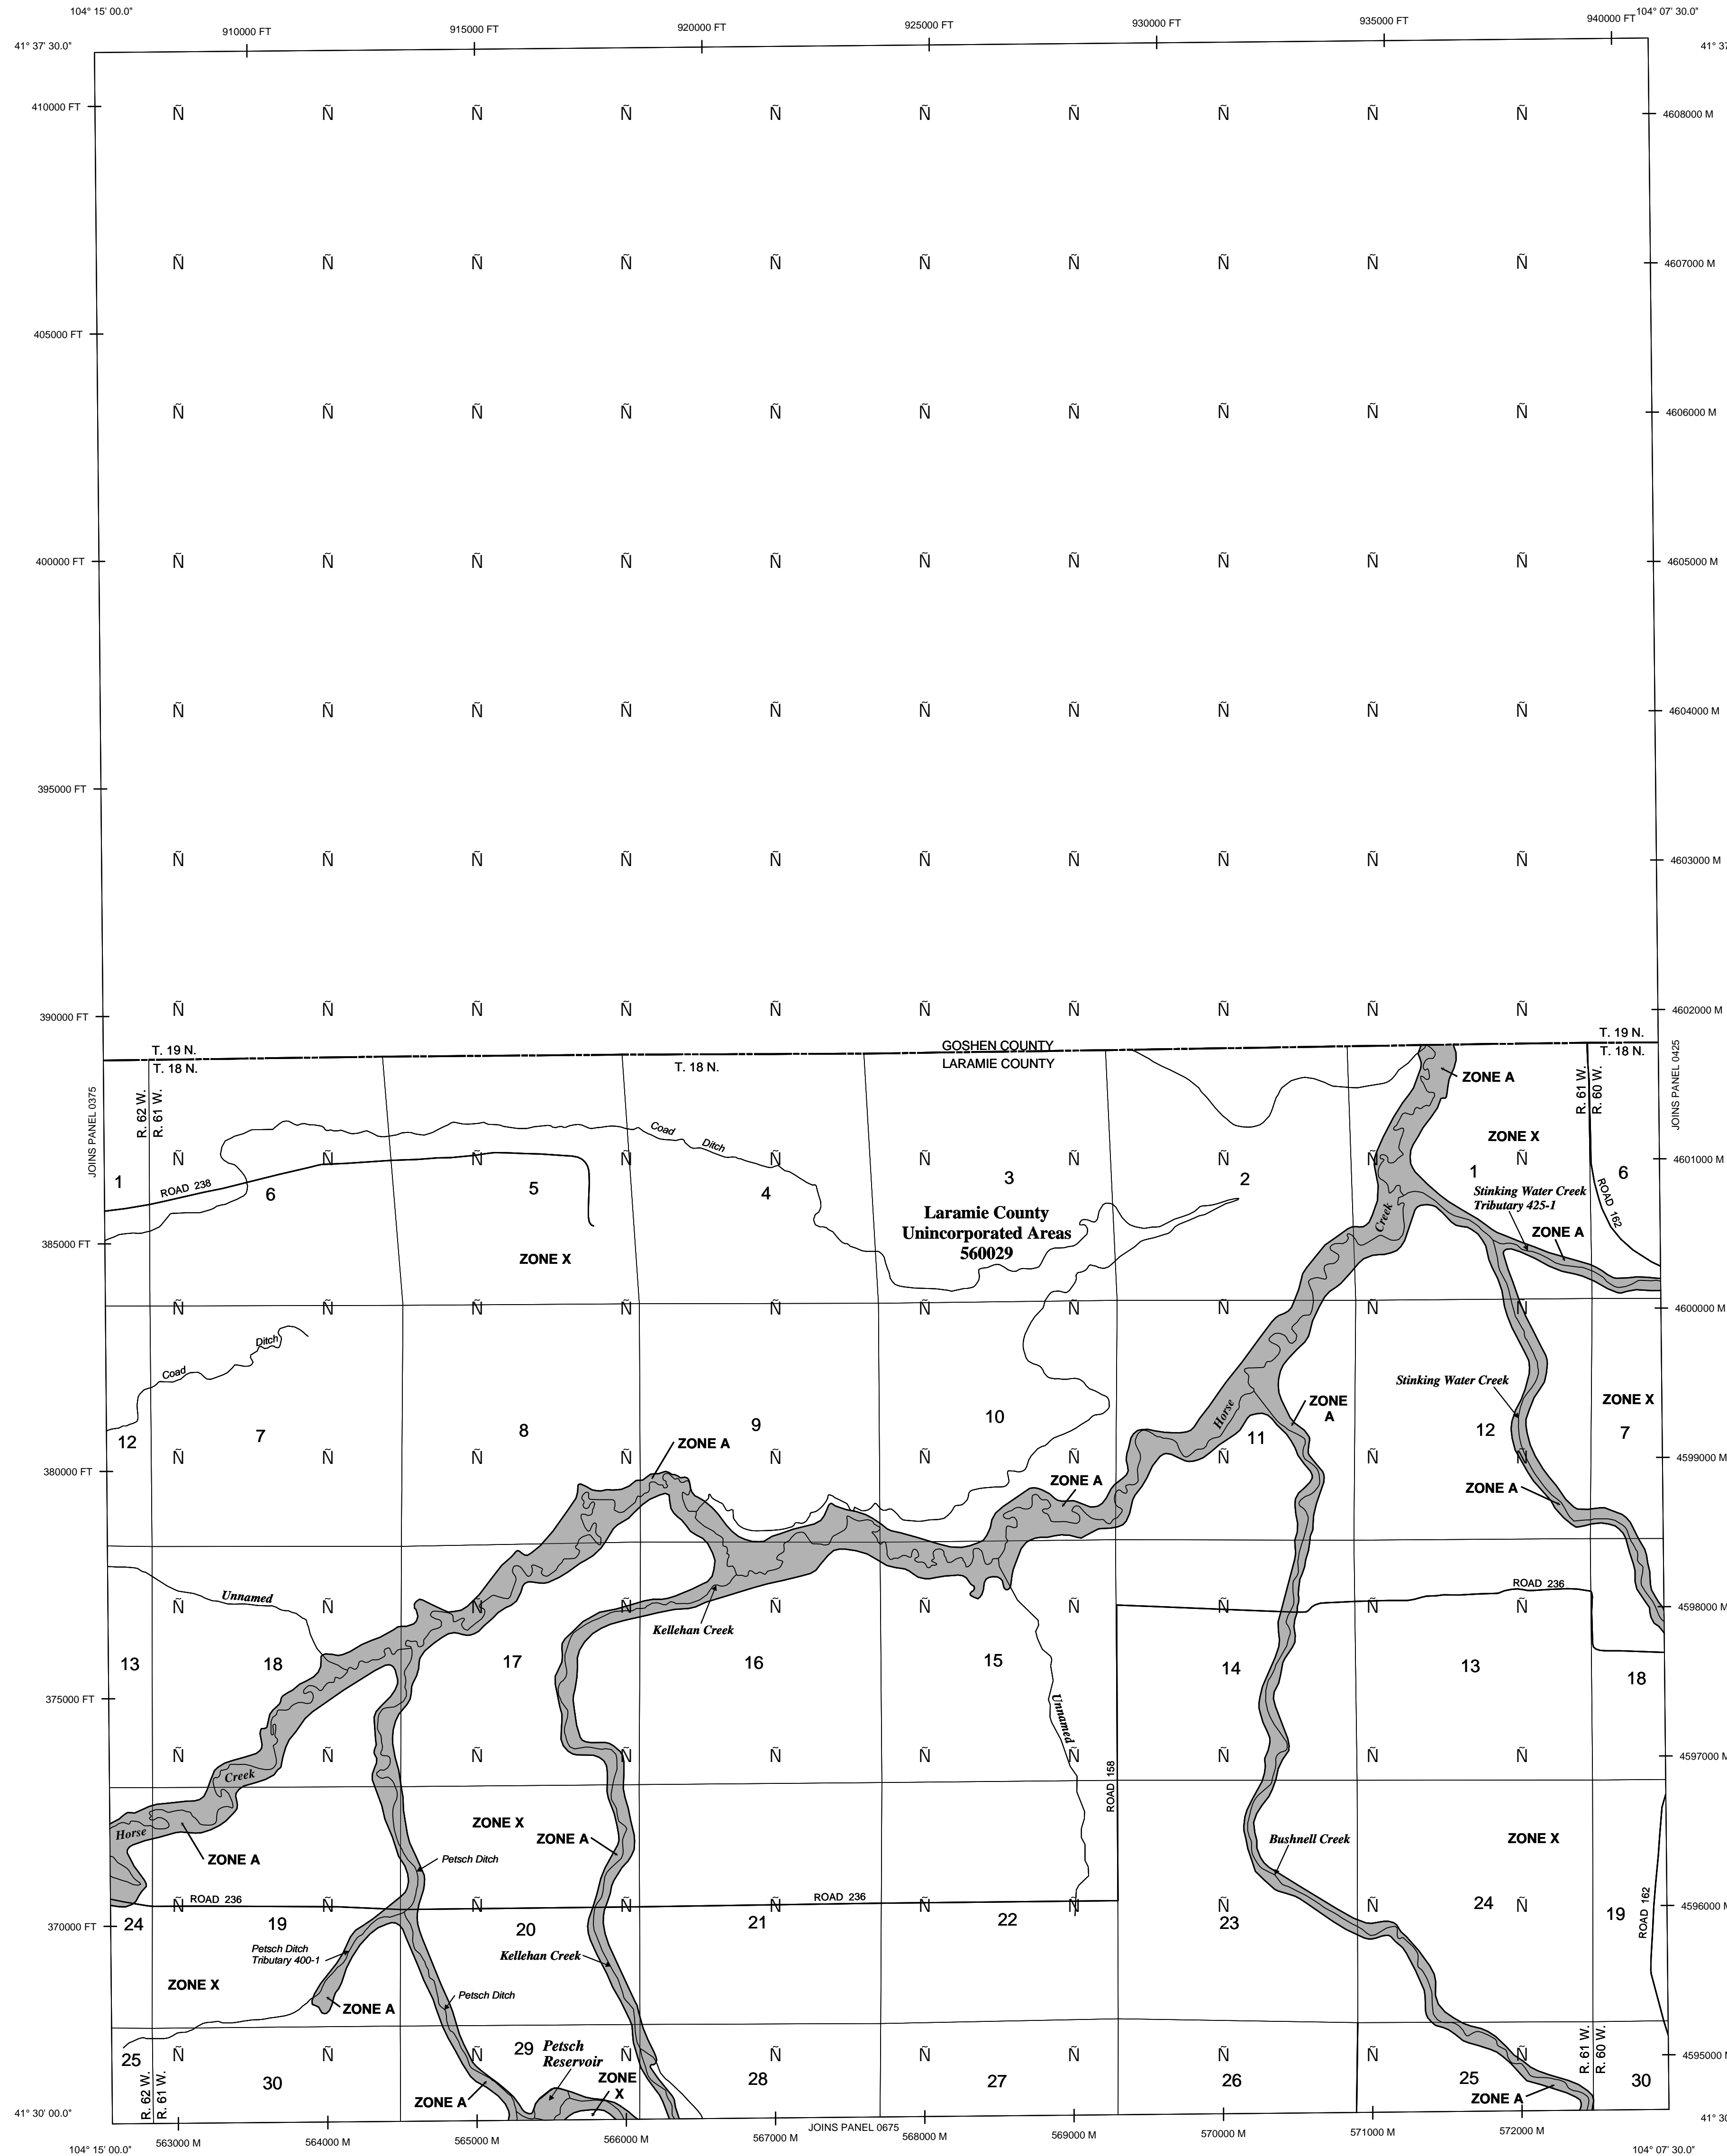 104° 15' 00.0"
910000 FT
915000 FT
920000 FT
925000 FT
930000 FT
935000 FT
940000 FT
104° 07' 30.0"
41° 37' 30.0"
410000 FT
Ñ Ñ Ñ Ñ Ñ Ñ Ñ Ñ Ñ Ñ
4608000 M
Ñ Ñ Ñ Ñ Ñ Ñ Ñ Ñ Ñ Ñ
4607000 M
405000 FT
Ñ Ñ Ñ Ñ Ñ Ñ Ñ Ñ Ñ Ñ
4606000 M
400000 FT
Ñ Ñ Ñ Ñ Ñ Ñ Ñ Ñ Ñ Ñ
4605000 M
Ñ Ñ Ñ Ñ Ñ Ñ Ñ Ñ Ñ Ñ
4604000 M
395000 FT
Ñ Ñ Ñ Ñ Ñ Ñ Ñ Ñ Ñ Ñ
4603000 M
390000 FT
Ñ Ñ Ñ Ñ Ñ Ñ Ñ Ñ Ñ Ñ
4602000 M
T. 19 N.
GOSHEN COUNTY
T. 19 N.
T. 18 N.
T. 18 N.
LARAMIE COUNTY
T. 18 N.
JOINS PANEL 0375
R. 62 W.
R. 61 W.
ZONE A
R. 61 W.
R. 60 W.
JOINS PANEL 0425
Coad
Ditch
ZONE X
Ñ Ñ Ñ Ñ Ñ Ñ Ñ Ñ Ñ Ñ
4601000 M
1
ROAD 238
6
5
4
3
2
1
6
Stinking Water Creek
Tributary 425-1
ROAD 162
Laramie County
Unincorporated Areas
560029
Creek
ZONE A
385000 FT
ZONE X
Ñ Ñ Ñ Ñ Ñ Ñ Ñ Ñ Ñ Ñ
4600000 M
Ditch
Coad
Stinking Water Creek
ZONE
A
ZONE X
Horse
12
7
8
9
10
11
12
7
ZONE A
Ñ Ñ Ñ Ñ Ñ Ñ Ñ Ñ Ñ Ñ
4599000 M
380000 FT
ZONE A
ZONE A
Unnamed
ROAD 236
Ñ Ñ Ñ Ñ Ñ Ñ Ñ Ñ Ñ Ñ
4598000 M
Kellehan Creek
13
18
17
16
15
14
13
18
375000 FT
Unnamed
Ñ Ñ Ñ Ñ Ñ Ñ Ñ Ñ Ñ Ñ
4597000 M
Creek
ROAD 158
Horse
ZONE X
ZONE A
Bushnell Creek
ZONE X
ZONE A
Petsch Ditch
ROAD 236
ROAD 236
Ñ Ñ Ñ Ñ Ñ Ñ Ñ Ñ Ñ Ñ
4596000 M
370000 FT
24
19
20
21
22
23
24
19
ROAD 162
Petsch Ditch
Tributary 400-1
Kellehan Creek
ZONE X
ZONE A
Petsch Ditch
Ñ Ñ Ñ Ñ Ñ Ñ Ñ Ñ Ñ Ñ
4595000 M
25
30
29
Petsch
Reservoir
28
27
26
25
30
R. 62 W.
R. 61 W.
ZONE A
ZONE
X
ZONE A
R. 61 W.
R. 60 W.
41° 30' 00.0"
JOINS PANEL 0675
104° 15' 00.0"
563000 M
564000 M
565000 M
566000 M
567000 M
568000 M
569000 M
570000 M
571000 M
572000 M
104° 07' 30.0"